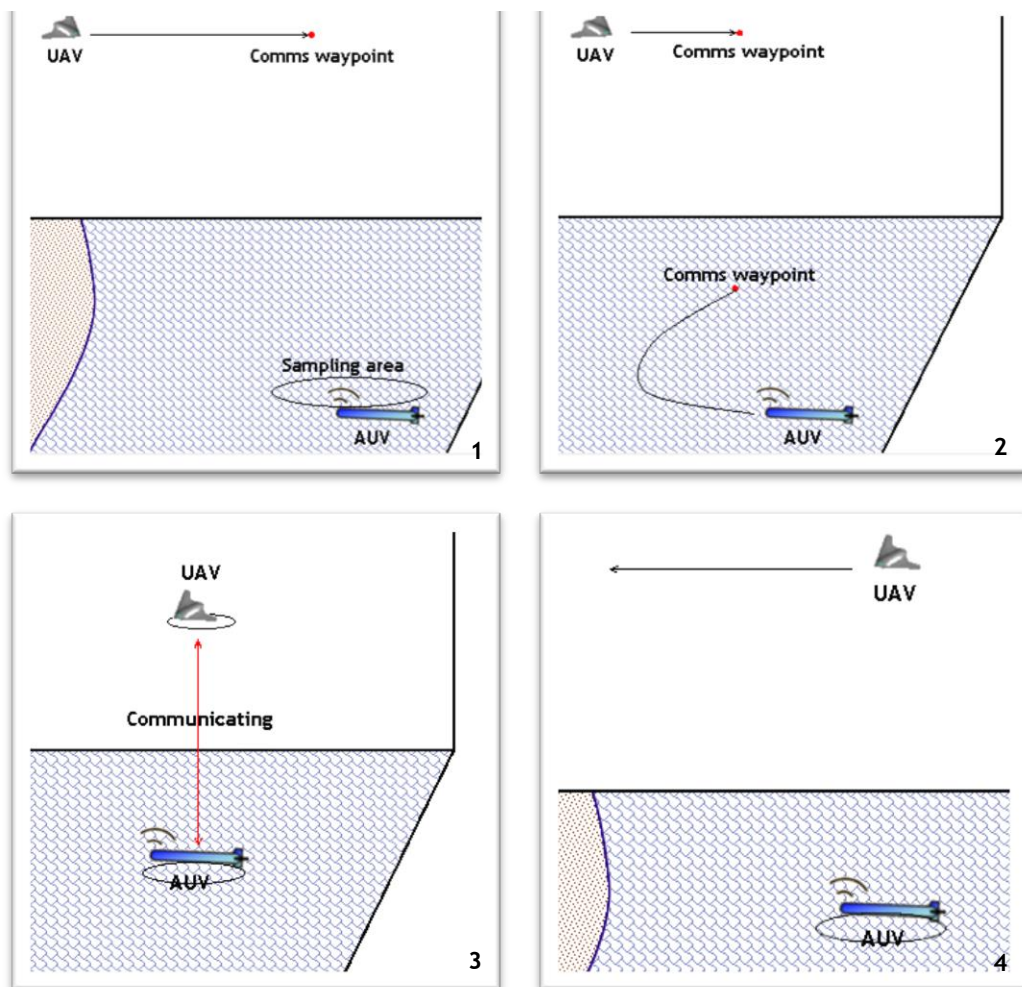 UAV
Comms waypoint
Sampling area
AUV
1
UAV
Comms waypoint
Comms waypoint
AUV
2
UAV
Communicating
AUV
3
UAV
AUV
4